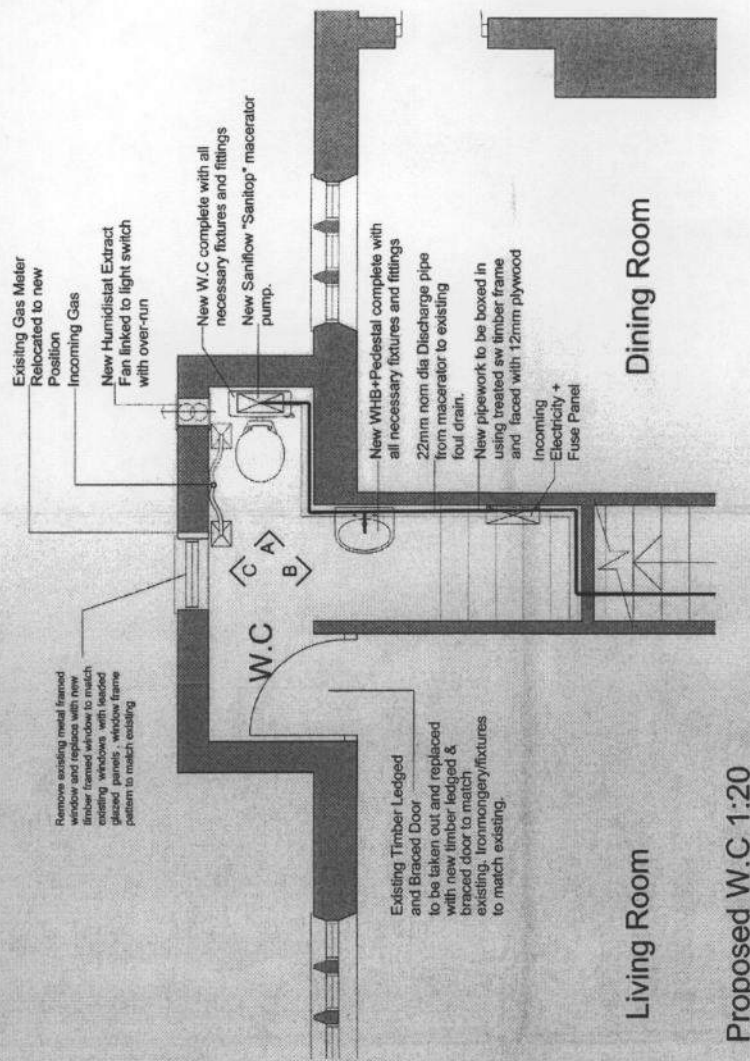 Exisitng Gas Meter
Relocated to new
Position
Incoming Gas
New Humidistat Extract
Fan linked to light switch
with over-run
New W.C complete with all
necessary fixtures and fittings
New Saniflow "Sanitop" macerator
pump.
Remove existing metal framed
window and replace with new
timber framed window to match
existing windows with leaded
glazed panels , window frame
pattern to match existing
W.C
C
A
B
New WHB+Pedestal complete with
all necessary fixtures and fittings
22mm nom dia Discharge pipe
from macerator to existing
foul drain.
New pipework to be boxed in
using treated sw timber frame
and faced with 12mm plywood
Incoming
Electricity +
Fuse Panel
Existing Timber Ledged
and Braced Door
to be taken out and replaced
with new timber ledged &
braced door to match
existing. Ironmongery/fixtures
to match existing.
Living Room
Dining Room
Proposed W.C 1:20